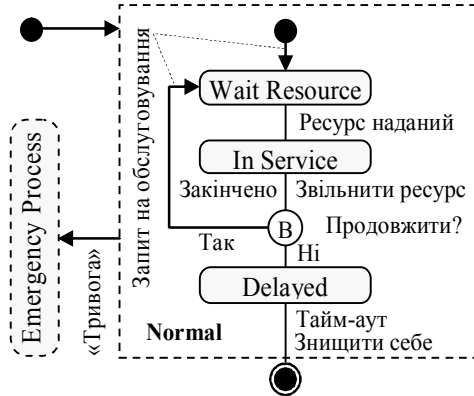 Запит на обслуговування
Wait Resource
Ресурс наданий
In Service
Закінчено
Звільнити ресурс
В
Продовжити?
Так
Ні
Delayed
Тайм-аут
Знищити себе
Normal
Emergency Process
«Тривога»